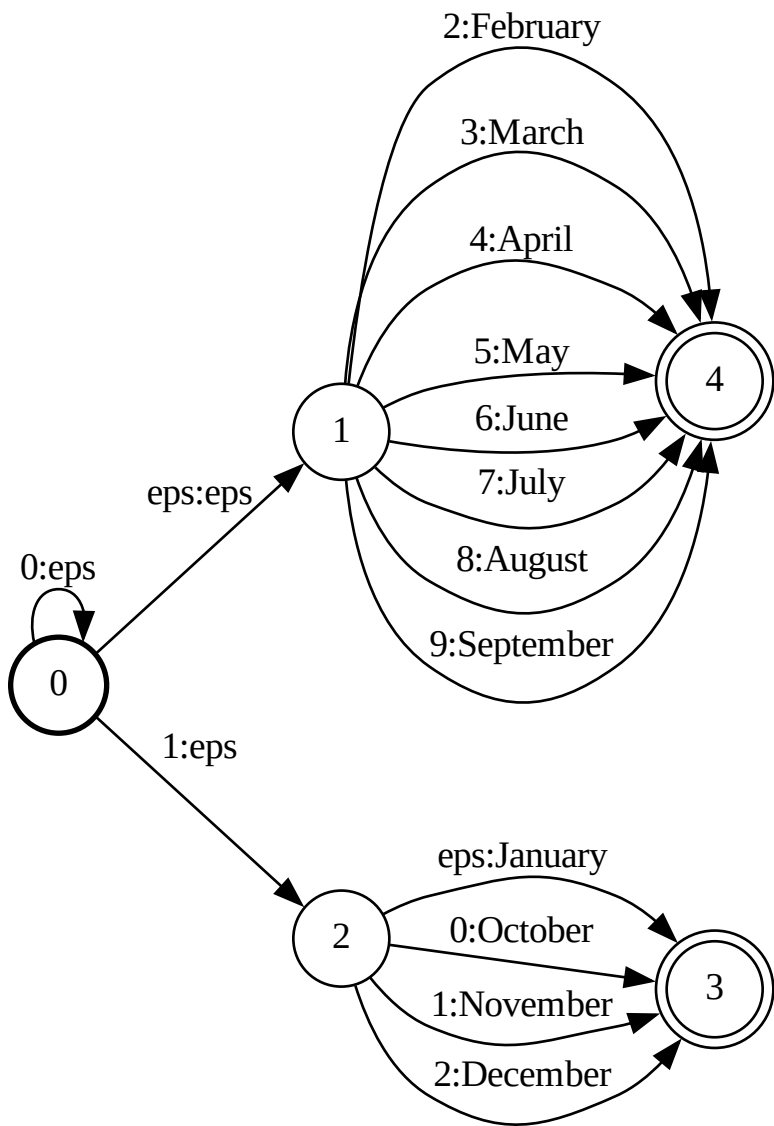 2:February
3:March
4:April
5:May
4
6:June
1
7:July
eps:eps
8:August
0:eps
9:September
0
1:eps
eps:January
0:October
2
3
1:November
2:December